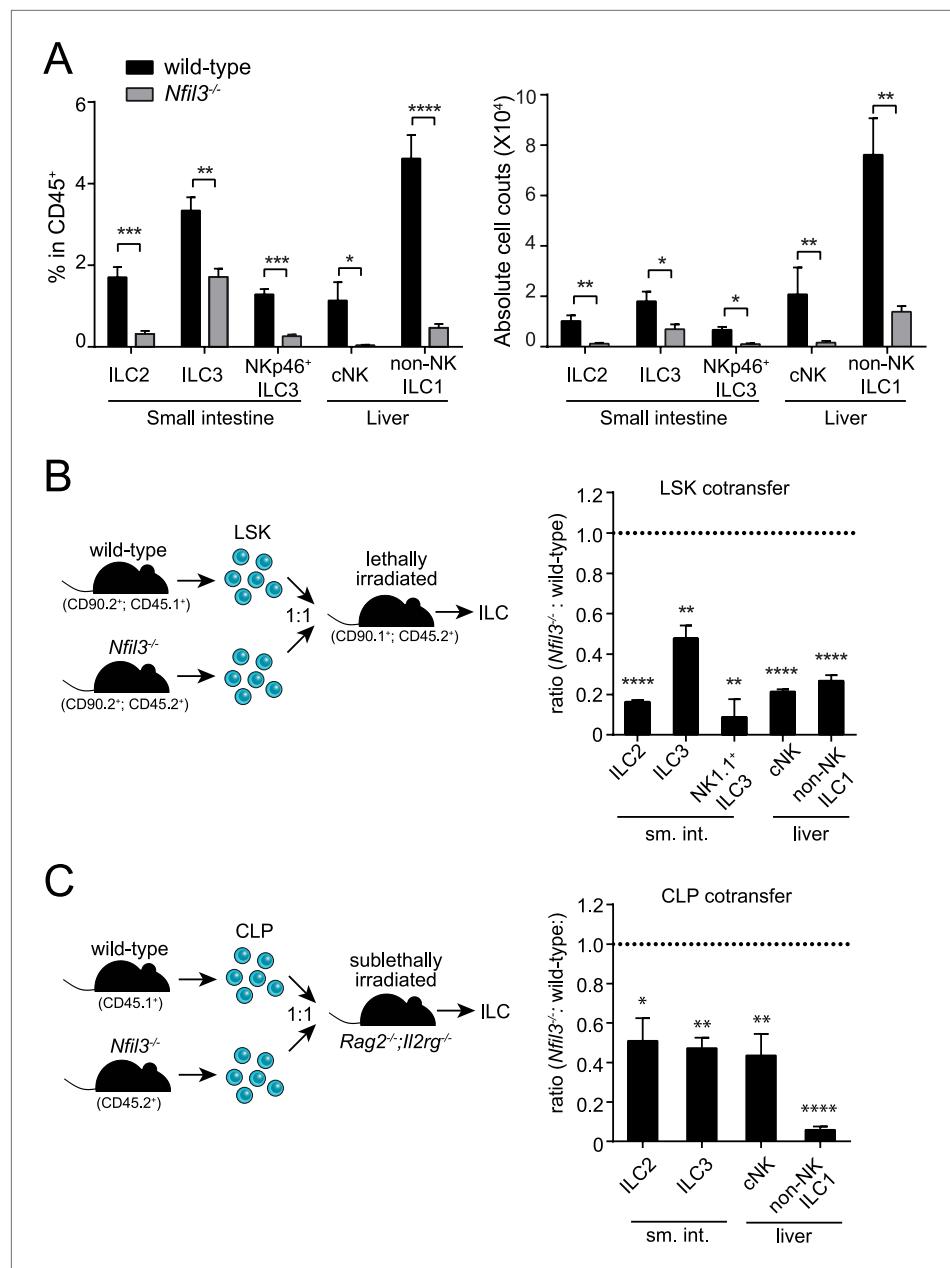 A
wild-type
Nfil3-/-
% in CD45+
6
4
2
0
***
**
***
*
****
ILC2
ILC3
NKp46+
ILC3
cNK
non-NK
ILC1
Small intestine
Liver
Absolute cell couts (X10⁴)
10
8
6
4
2
0
**
*
*
**
**
ILC2
ILC3
NKp46+
ILC3
cNK
non-NK
ILC1
Small intestine
Liver
B
wild-type
(CD90.2+; CD45.1+)
Nfil3-/-
(CD90.2+; CD45.2+)
LSK
1:1
lethally
irradiated
(CD90.1+; CD45.2+)
ILC
LSK cotransfer
ratio (Nfil3-/-: wild-type)
1.2
1.0
0.8
0.6
0.4
0.2
0
****
**
**
****
****
ILC2
ILC3
NK1.1+
ILC3
cNK
non-NK
ILC1
sm. int.
liver
C
wild-type
(CD45.1+)
Nfil3-/-
(CD45.2+)
CLP
1:1
sublethally
irradiated
Rag2-/-;Il2rg-/-
ILC
CLP cotransfer
ratio (Nfil3-/-: wild-type:)
1.2
1.0
0.8
0.6
0.4
0.2
0
*
**
**
****
ILC2
ILC3
cNK
non-NK
ILC1
sm. int.
liver